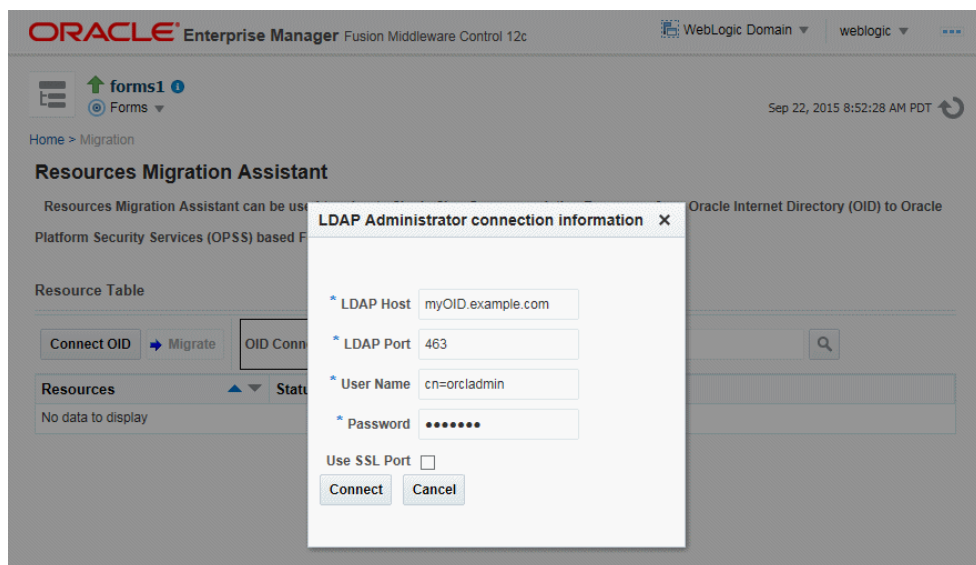 ORACLE Enterprise Manager Fusion Middleware Control 12c
WebLogic Domain
weblogic
forms1
Forms
Sep 22, 2015 8:52:28 AM PDT
Home > Migration
Resources Migration Assistant
Resources Migration Assistant can be use
Oracle Internet Directory (OID) to Oracle
Platform Security Services (OPSS) based F
Resource Table
Connect OID
Migrate
OID Conn
Resources
Statu
No data to display
LDAP Administrator connection information
* LDAP Host myOID.example.com
* LDAP Port 463
* User Name cn=orcladmin
* Password •••••••
Use SSL Port
Connect
Cancel